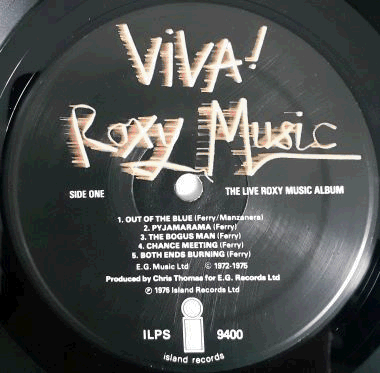 VIVA!
Roxy Music
SIDE ONE
THE LIVE ROXY MUSIC ALBUM
1. OUT OF THE BLUE (Ferry/Manzanera)
2. PYJAMARAMA (Ferry)
3. THE BOGUS MAN (Ferry)
4. CHANCE MEETING (Ferry)
5. BOTH ENDS BURNING (Ferry)
E.G. Music Ltd © 1972-1975
Produced by Chris Thomas for E.G. Records Ltd
℗ 1976 Island Records Ltd
i
ILPS 9400
island records